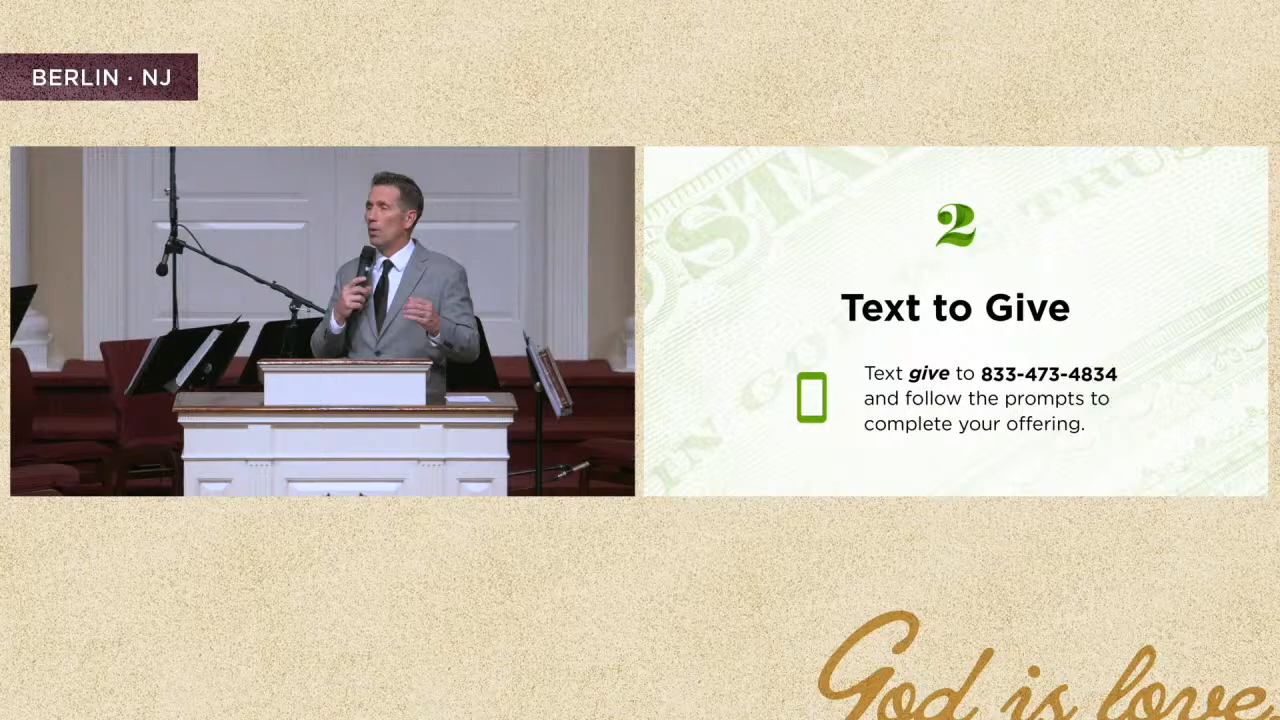 BERLIN · NJ
2
Text to Give
Text give to 833-473-4834
and follow the prompts to
complete your offering.
God is love